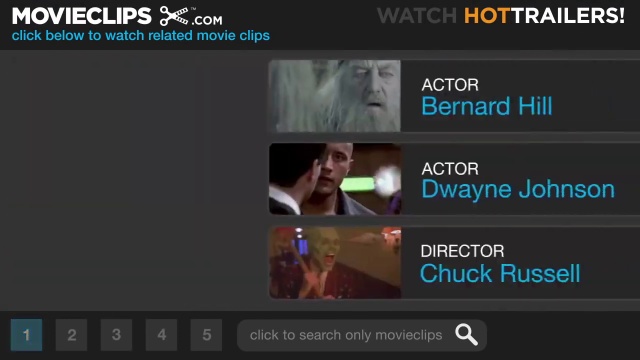 MOVIECLIPS .COM
WATCH HOTTRAILERS!
click below to watch related movie clips
ACTOR
Bernard Hill
ACTOR
Dwayne Johnson
DIRECTOR
Chuck Russell
1 2 3 4 5 click to search only movieclips